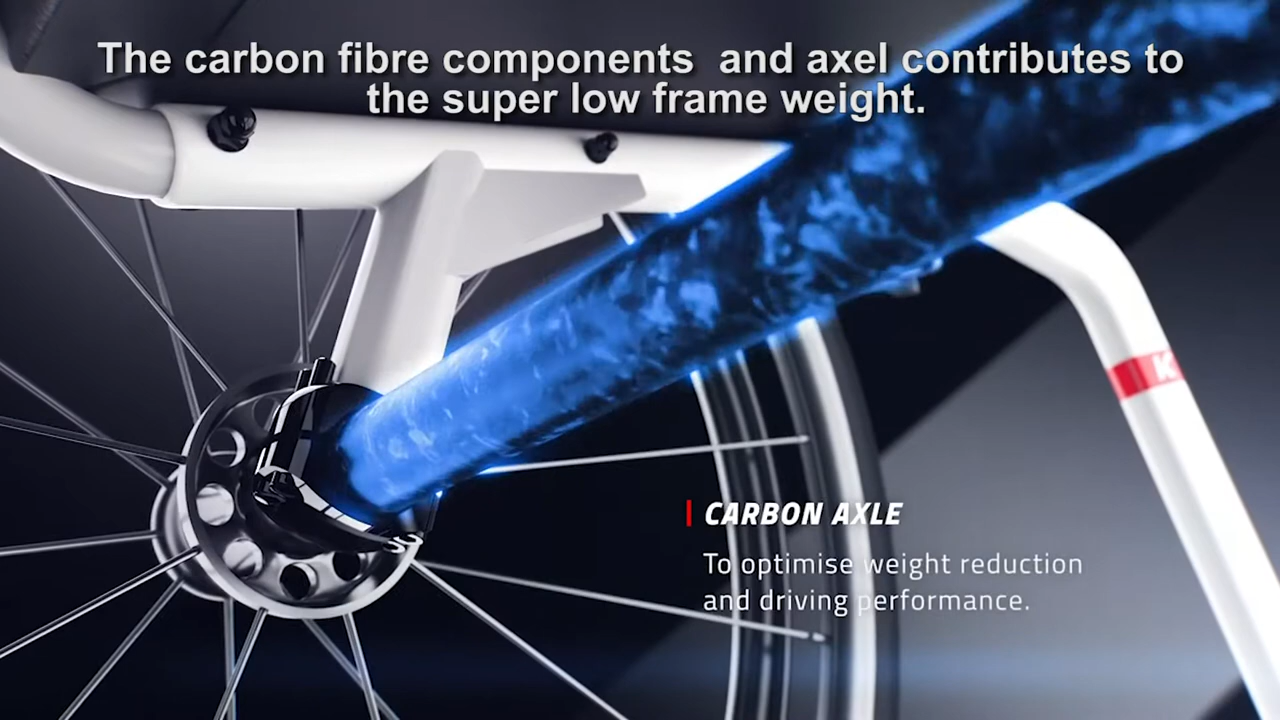 The carbon fibre components  and axel contributes to
the super low frame weight.
K
CARBON AXLE
To optimise weight reduction
and driving performance.